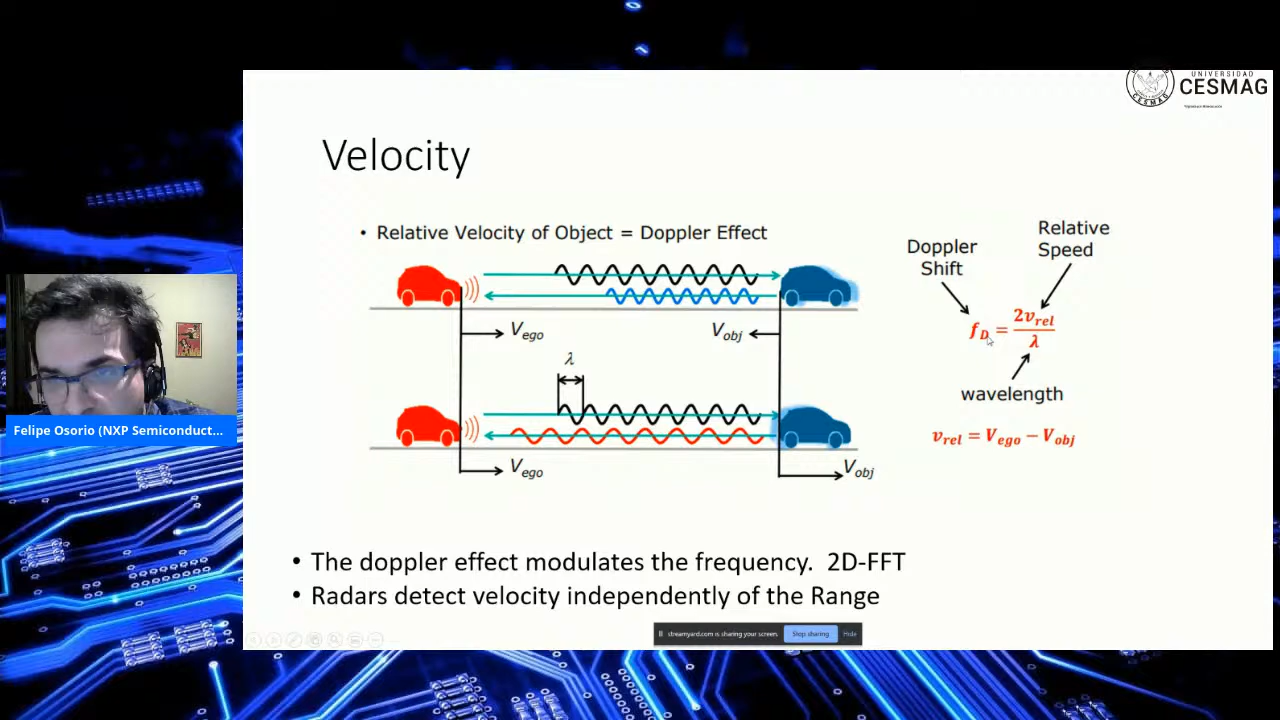 UNIVERSIDAD
CESMAG
Velocity
• Relative Velocity of Object = Doppler Effect
Doppler
Shift
Relative
Speed
f_D = 2v_rel / λ
wavelength
v_rel = V_ego − V_obj
V_ego
V_obj
λ
V_ego
V_obj
Felipe Osorio (NXP Semiconduct...
• The doppler effect modulates the frequency. 2D-FFT
• Radars detect velocity independently of the Range
streamyard.com is sharing your screen.
Stop sharing
Hide